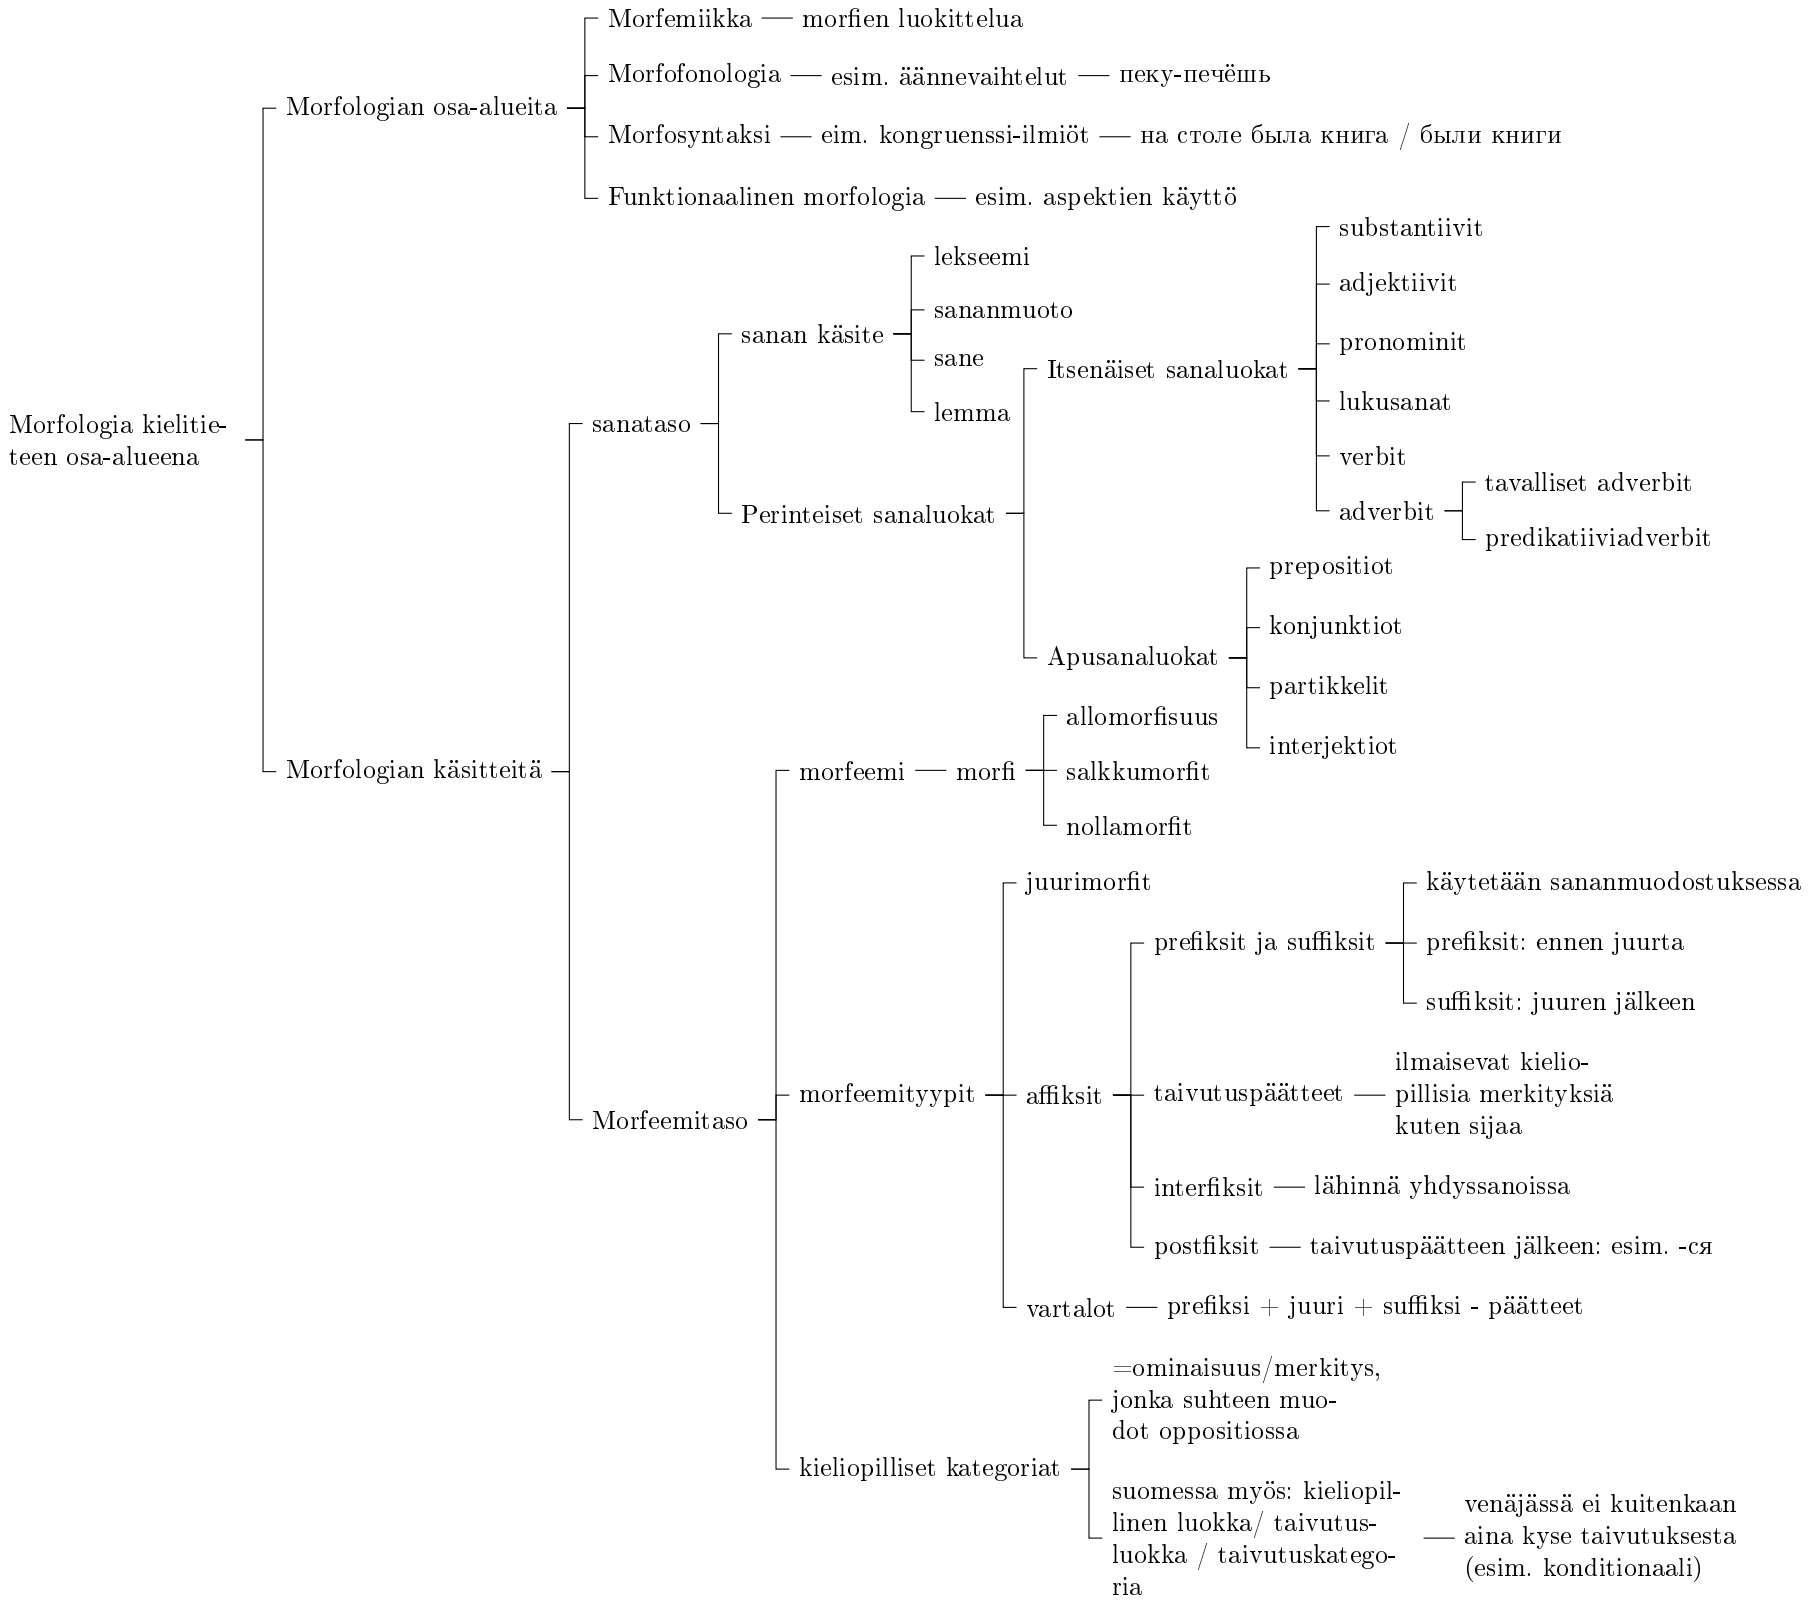 Morfologia kielitie-
teen osa-alueena
Morfologian osa-alueita
Morfemiikka
morfien luokittelua
Morfofonologia
esim. äännevaihtelut
пеку-печёшь
Morfosyntaksi
eim. kongruenssi-ilmiöt
на столе была книга / были книги
Funktionaalinen morfologia
esim. aspektien käyttö
Morfologian käsitteitä
sanataso
sanan käsite
lekseemi
sananmuoto
sane
lemma
Perinteiset sanaluokat
Itsenäiset sanaluokat
substantiivit
adjektiivit
pronominit
lukusanat
verbit
adverbit
tavalliset adverbit
predikatiiviadverbit
Apusanaluokat
prepositiot
konjunktiot
partikkelit
interjektiot
Morfeemitaso
morfeemi
morfi
allomorfisuus
salkkumorfit
nollamorfit
morfeemityypit
juurimorfit
affiksit
prefiksit ja suffiksit
käytetään sananmuodostuksessa
prefiksit: ennen juurta
suffiksit: juuren jälkeen
taivutuspäätteet
ilmaisevat kielio-
pillisia merkityksiä
kuten sijaa
interfiksit
lähinnä yhdyssanoissa
postfiksit
taivutuspäätteen jälkeen: esim. -ся
vartalot
prefiksi + juuri + suffiksi - päätteet
kieliopilliset kategoriat
=ominaisuus/merkitys,
jonka suhteen muo-
dot oppositiossa
suomessa myös: kieliopil-
linen luokka/ taivutus-
luokka / taivutuskatego-
ria
venäjässä ei kuitenkaan
aina kyse taivutuksesta
(esim. konditionaali)